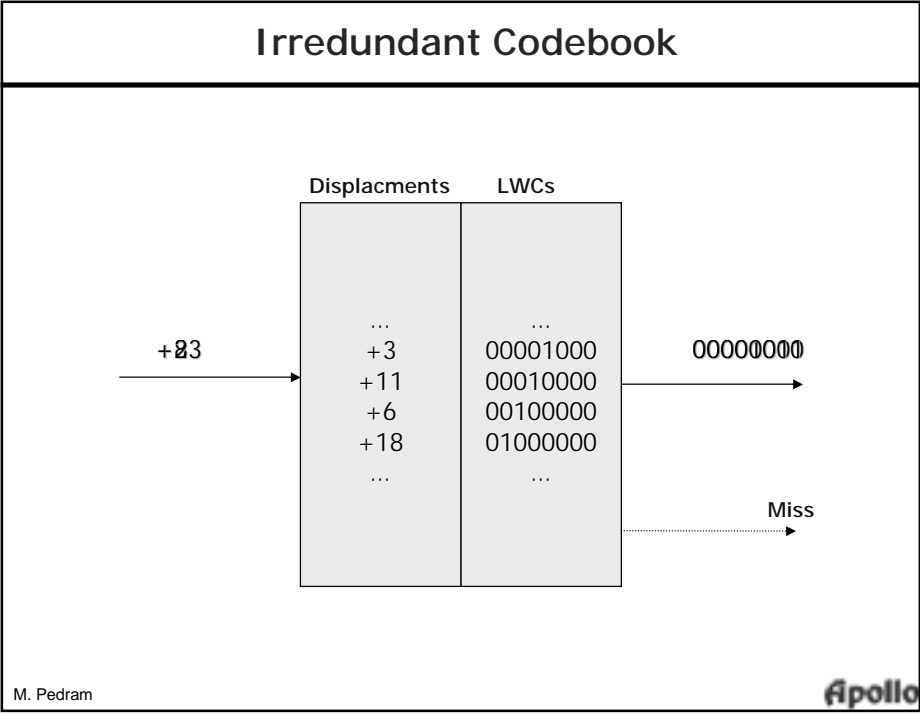 Irredundant Codebook
Displacments LWCs
... ...
+3 00001000
+11 00010000
+6 00100000
+18 01000000
... ...
Miss
M. Pedram
Apollo